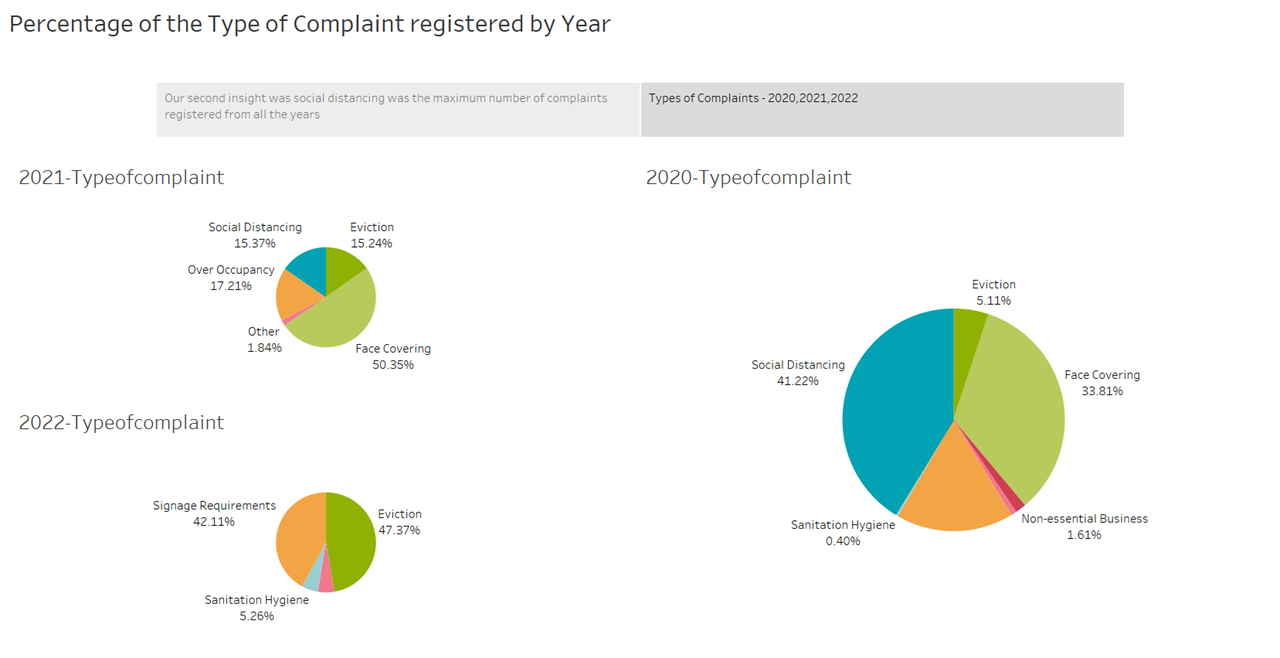 Percentage of the Type of Complaint registered by Year
Our second insight was social distancing was the maximum number of complaints
registered from all the years
Types of Complaints - 2020,2021,2022
2021-Typeofcomplaint
Social Distancing
15.37%
Eviction
15.24%
Over Occupancy
17.21%
Other
1.84%
Face Covering
50.35%
2022-Typeofcomplaint
Signage Requirements
42.11%
Eviction
47.37%
Sanitation Hygiene
5.26%
2020-Typeofcomplaint
Eviction
5.11%
Social Distancing
41.22%
Face Covering
33.81%
Sanitation Hygiene
0.40%
Non-essential Business
1.61%